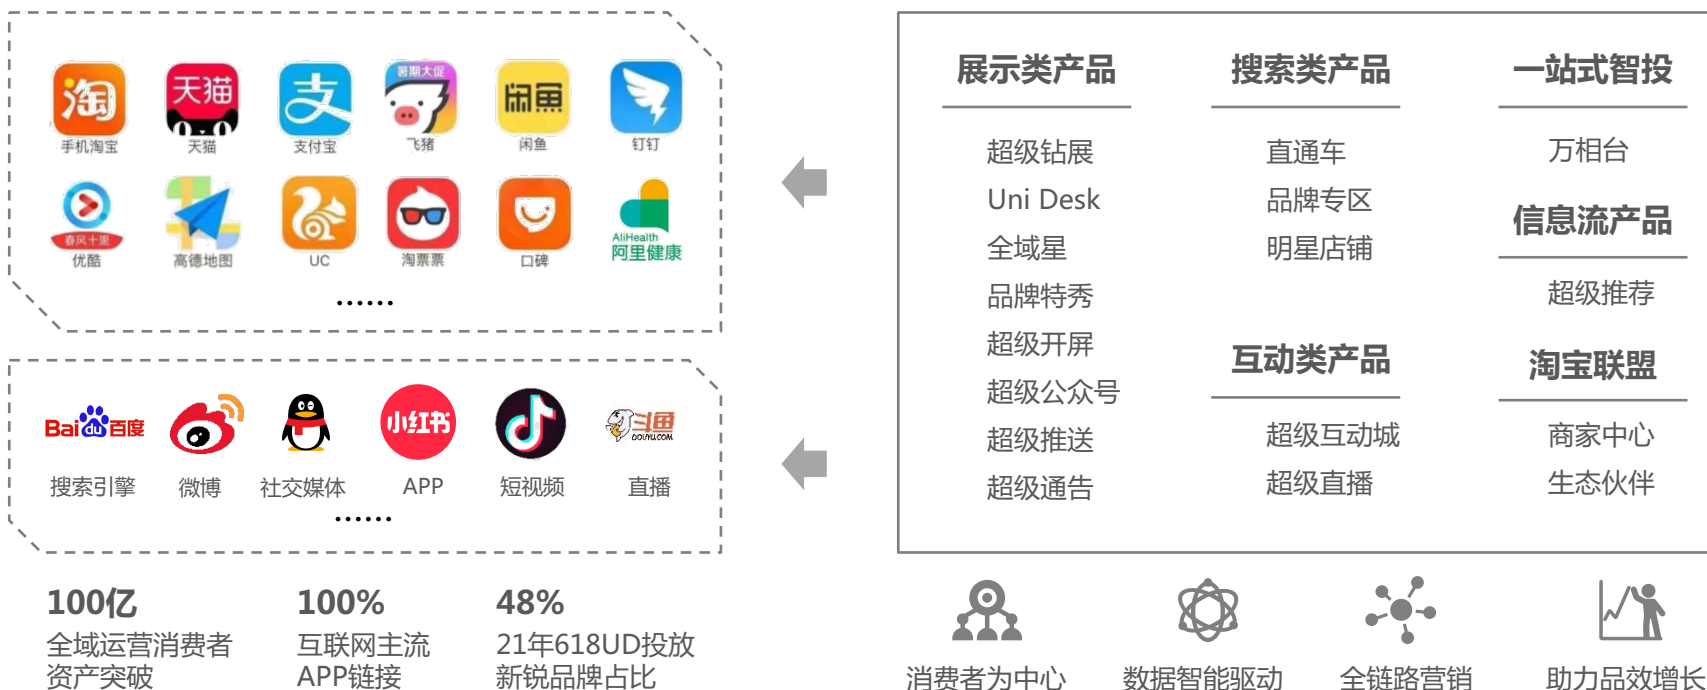 淘
天猫
支
暑期大促
闲鱼
手机淘宝
天猫
支付宝
飞猪
闲鱼
钉钉
春风十里
AliHealth
阿里健康
优酷
高德地图
UC
淘票票
口碑
......
Bai du 百度
小红书
斗鱼
DOUYU.COM
搜索引擎
微博
社交媒体
APP
短视频
直播
......
100亿
全域运营消费者
资产突破
100%
互联网主流
APP链接
48%
21年618UD投放
新锐品牌占比
展示类产品
超级钻展
Uni Desk
全域星
品牌特秀
超级开屏
超级公众号
超级推送
超级通告
搜索类产品
直通车
品牌专区
明星店铺
互动类产品
超级互动城
超级直播
一站式智投
万相台
信息流产品
超级推荐
淘宝联盟
商家中心
生态伙伴
消费者为中心
数据智能驱动
全链路营销
助力品效增长